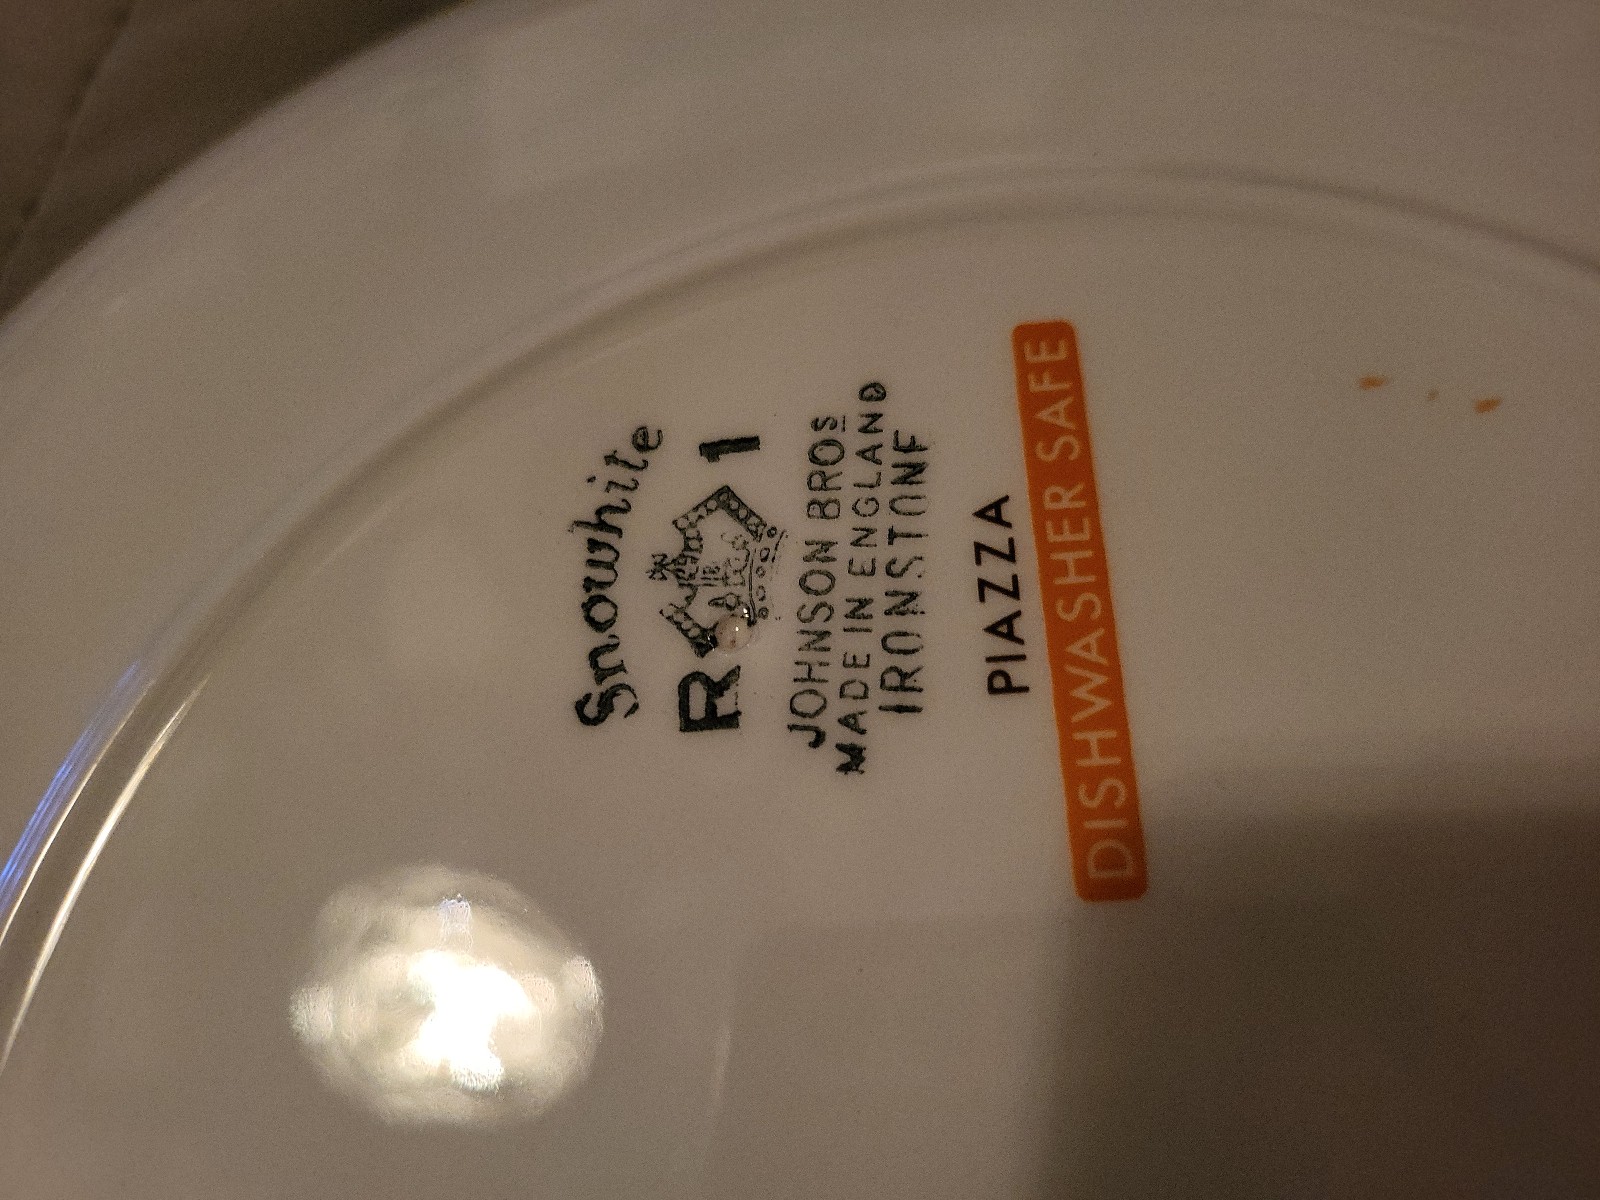 Snowhite
R 1
JOHNSON BROS
MADE IN ENGLAND
IRONSTONE
PIAZZA
DISHWASHER SAFE